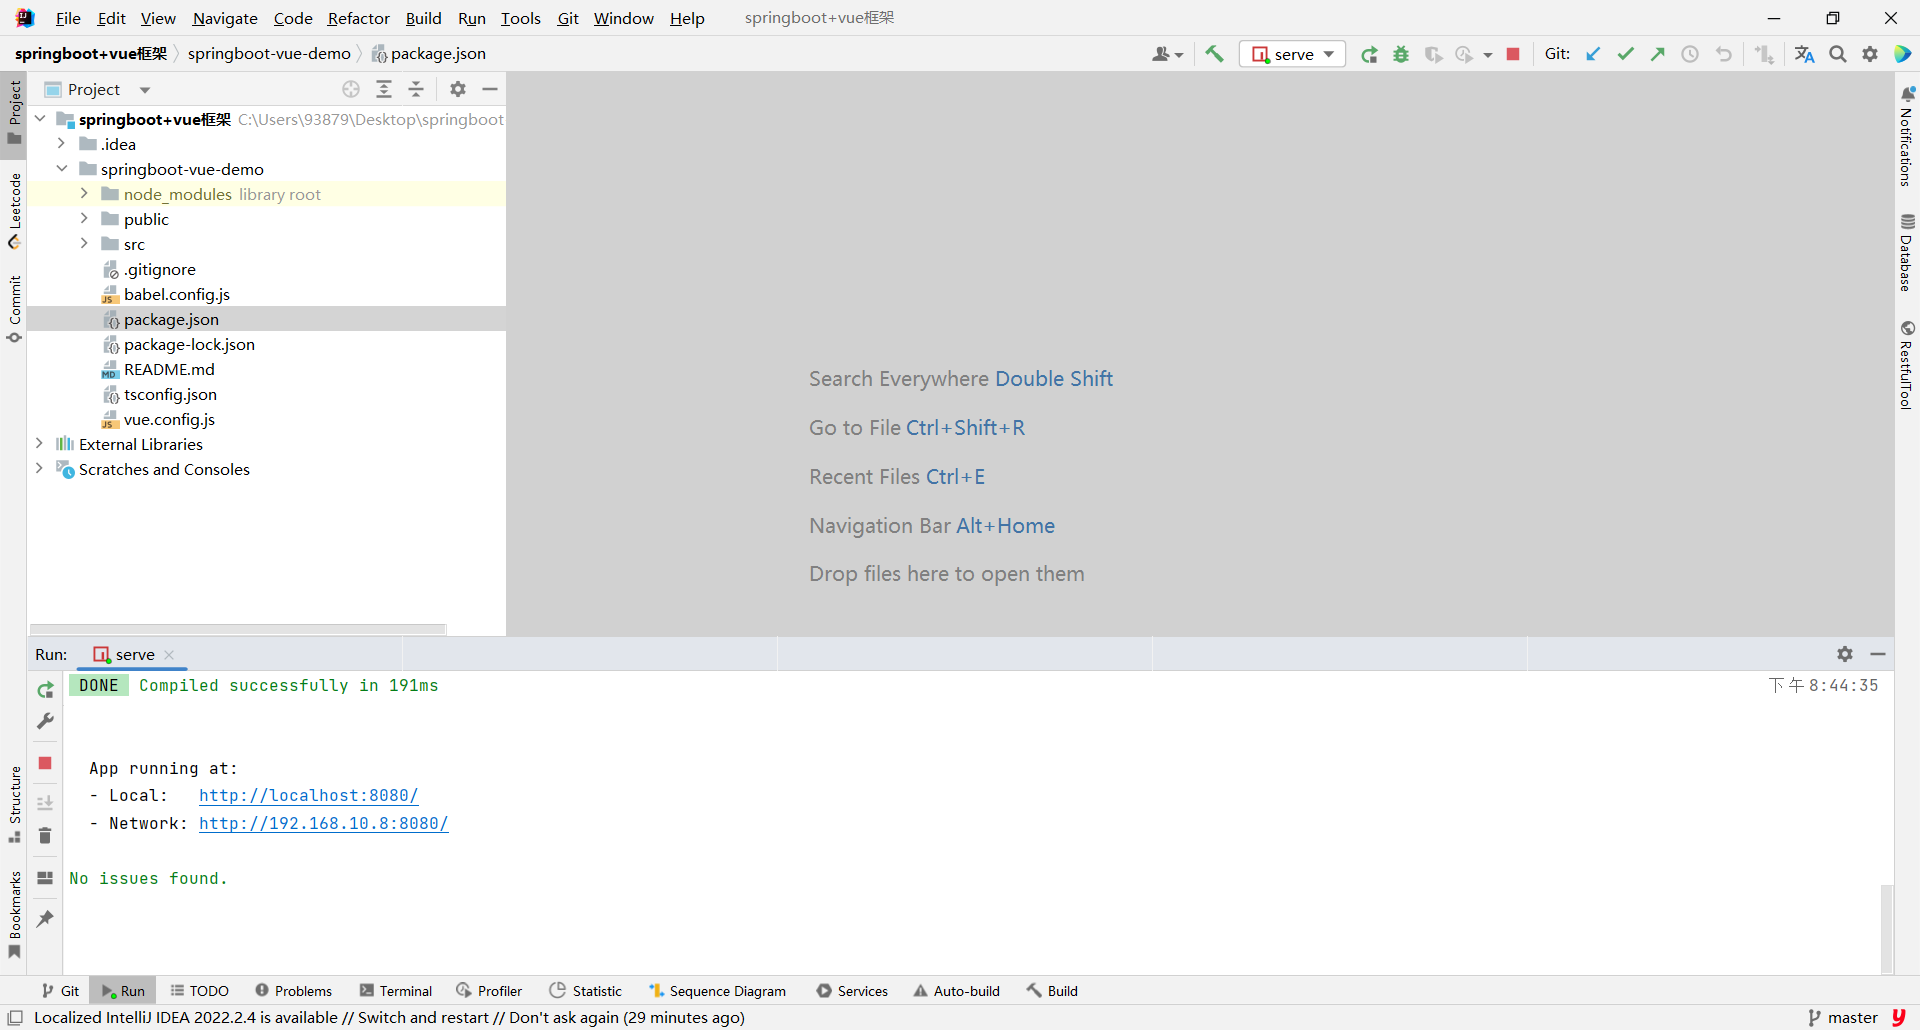 File Edit View Navigate Code Refactor Build Run Tools Git Window Help springboot+vue框架
springboot+vue框架 springboot-vue-demo package.json serve Git:
Project
springboot+vue框架 C:\Users\93879\Desktop\springboot
.idea
springboot-vue-demo
node_modules library root
public
src
.gitignore
babel.config.js
package.json
package-lock.json
README.md
tsconfig.json
vue.config.js
External Libraries
Scratches and Consoles
Project
Leetcode
Commit
Structure
Bookmarks
Search Everywhere Double Shift
Go to File Ctrl+Shift+R
Recent Files Ctrl+E
Navigation Bar Alt+Home
Drop files here to open them
Notifications
Database
RestfulTool
Run: serve
DONE Compiled successfully in 191ms 下午8:44:35
App running at:
- Local: http://localhost:8080/
- Network: http://192.168.10.8:8080/
No issues found.
Git Run TODO Problems Terminal Profiler Statistic Sequence Diagram Services Auto-build Build
Localized IntelliJ IDEA 2022.2.4 is available // Switch and restart // Don't ask again (29 minutes ago) master